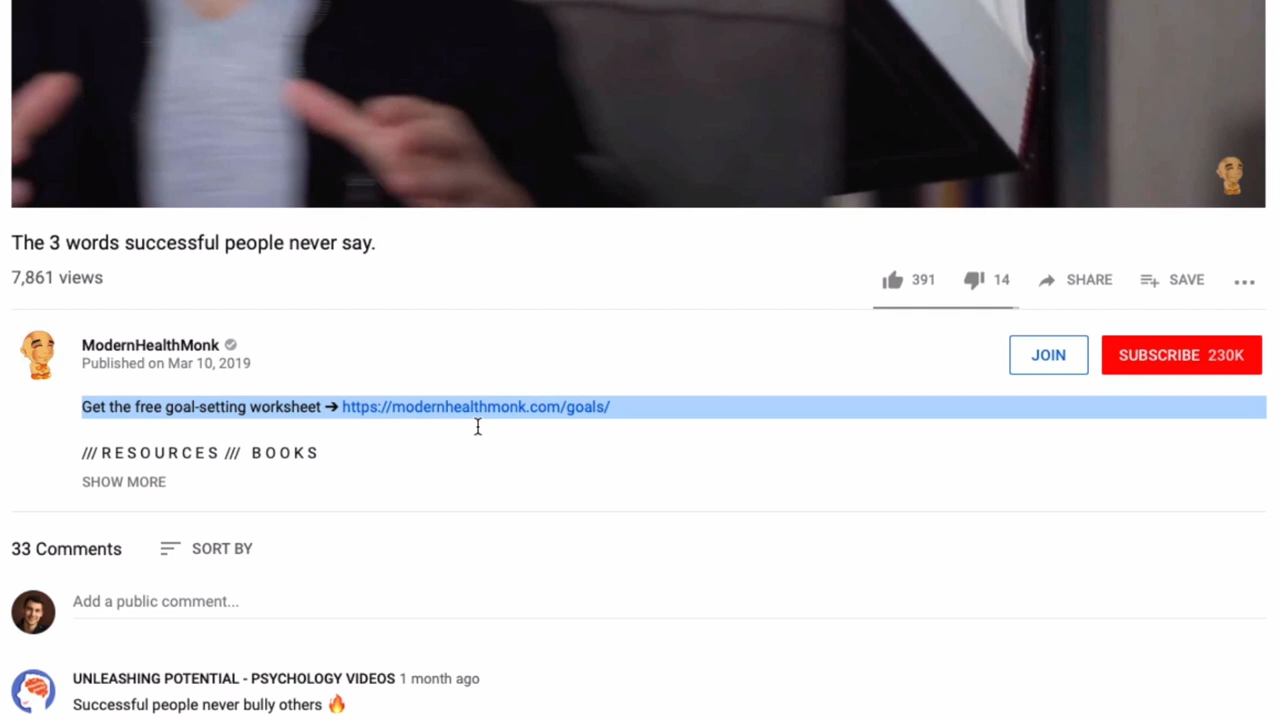 The 3 words successful people never say.
7,861 views
391 14 SHARE SAVE ...
ModernHealthMonk
Published on Mar 10, 2019
JOIN SUBSCRIBE 230K
Get the free goal-setting worksheet ➔ https://modernhealthmonk.com/goals/
/// R E S O U R C E S /// B O O K S
SHOW MORE
33 Comments SORT BY
Add a public comment...
UNLEASHING POTENTIAL - PSYCHOLOGY VIDEOS 1 month ago
Successful people never bully others 🔥